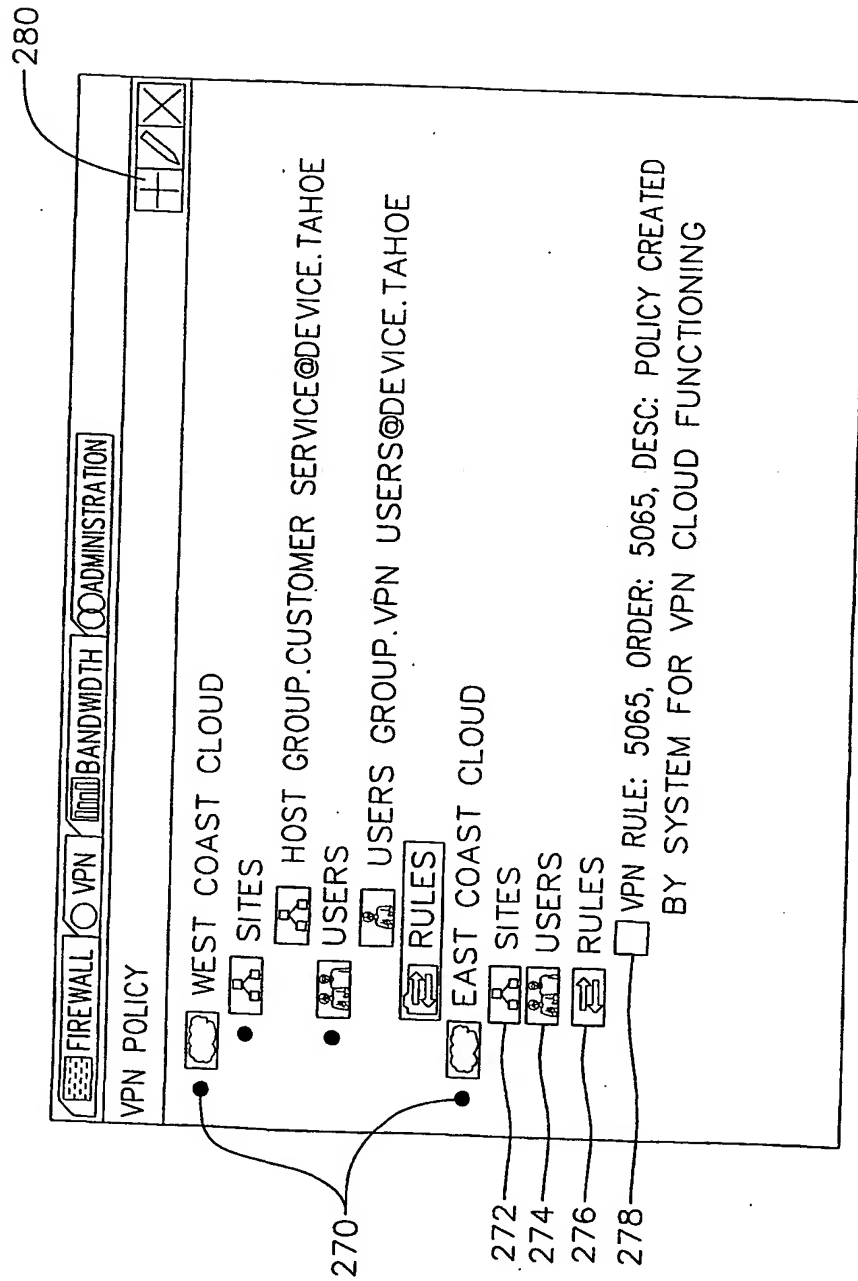 280
FIREWALL VPN BANDWIDTH ADMINISTRATION
VPN POLICY
WEST COAST CLOUD
SITES
HOST GROUP.CUSTOMER SERVICE@DEVICE.TAHOE
USERS
USERS GROUP.VPN USERS@DEVICE.TAHOE
RULES
EAST COAST CLOUD
SITES
USERS
RULES
VPN RULE: 5065, ORDER: 5065, DESC: POLICY CREATED
BY SYSTEM FOR VPN CLOUD FUNCTIONING
270
272
274
276
278